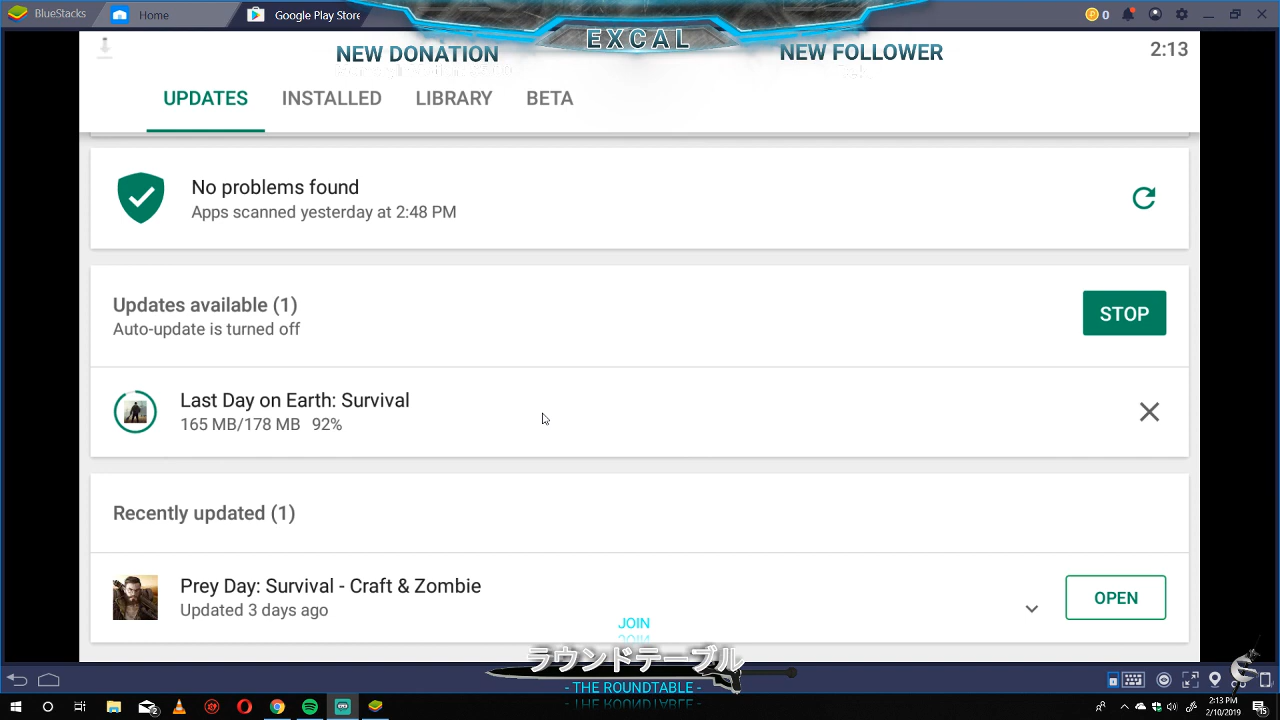 BlueStacks Home Google Play Store 0
EXCAL
NEW DONATION NEW FOLLOWER 2:13
UPDATES INSTALLED LIBRARY BETA
No problems found
Apps scanned yesterday at 2:48 PM
Updates available (1)
Auto-update is turned off
STOP
Last Day on Earth: Survival
165 MB/178 MB 92%
Recently updated (1)
Prey Day: Survival - Craft & Zombie
Updated 3 days ago
OPEN
JOIN
ラウンドテーブル
- THE ROUNDTABLE -
2:13 PM
2/10/2019